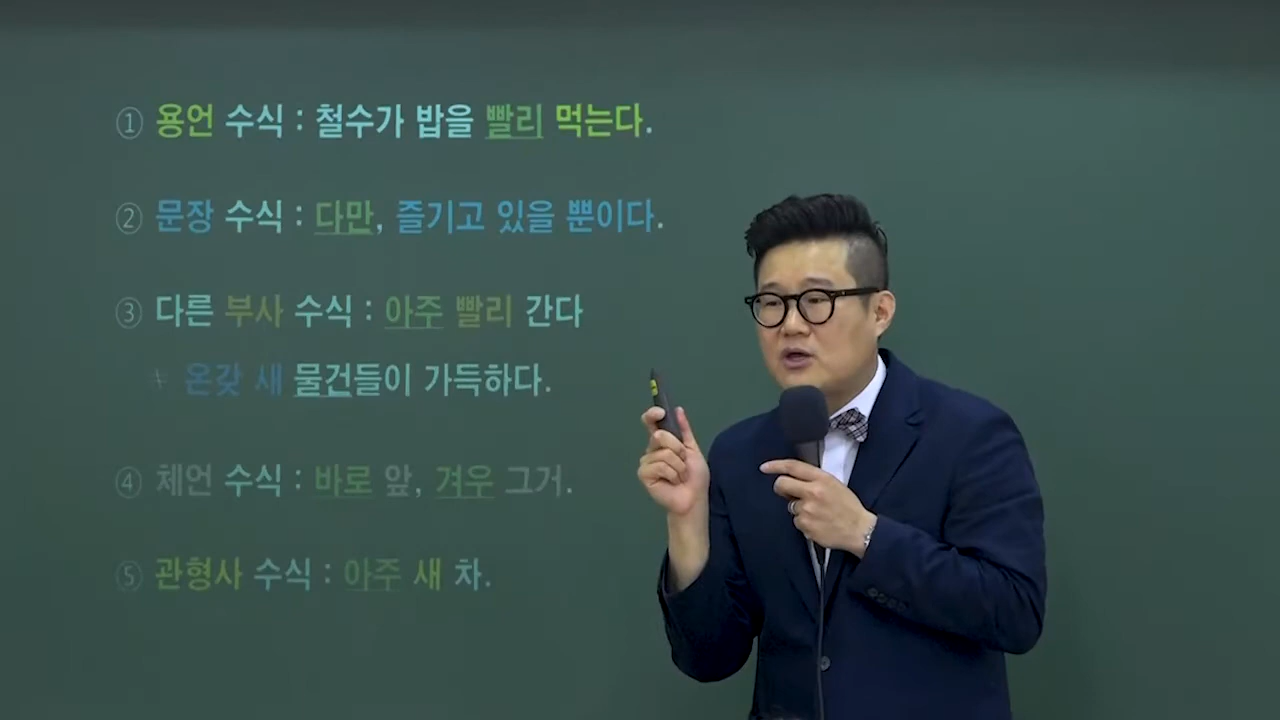 ① 용언 수식 : 철수가 밥을 빨리 먹는다.
② 문장 수식 : 다만, 즐기고 있을 뿐이다.
③ 다른 부사 수식 : 아주 빨리 간다
# 온갖 새 물건들이 가득하다.
④ 체언 수식 : 바로 앞, 겨우 그거.
⑤ 관형사 수식 : 아주 새 차.